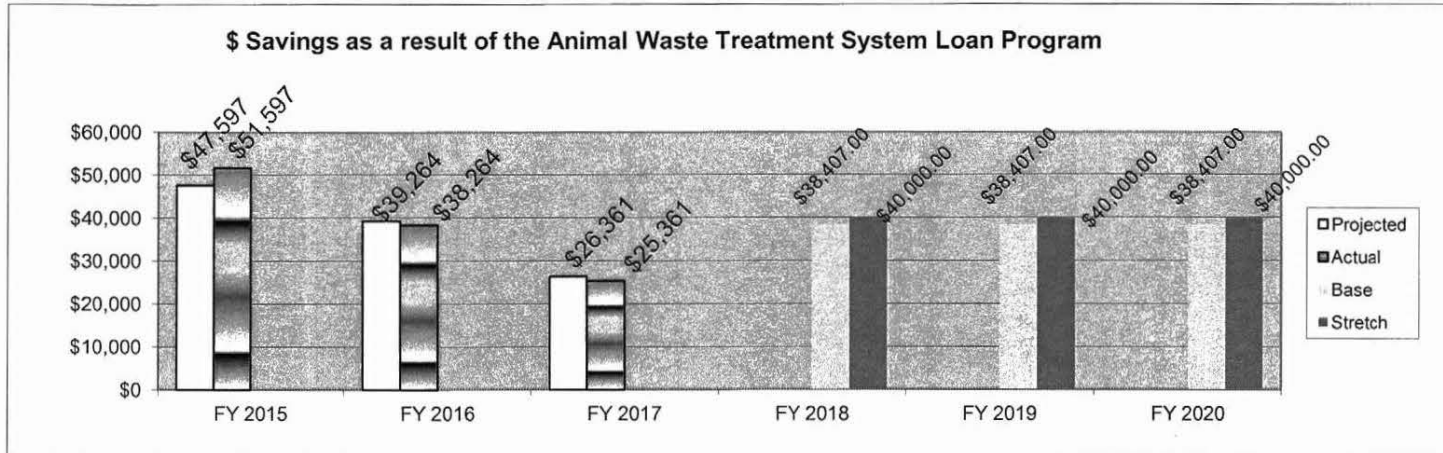 $ Savings as a result of the Animal Waste Treatment System Loan Program
$47,597
$51,597
$39,264
$38,264
$26,361
$25,361
$38,407.00
$40,000.00
$38,407.00
$40,000.00
$38,407.00
$40,000.00
$60,000
$50,000
$40,000
$30,000
$20,000
$10,000
$0
FY 2015
FY 2016
FY 2017
FY 2018
FY 2019
FY 2020
Projected
Actual
Base
Stretch